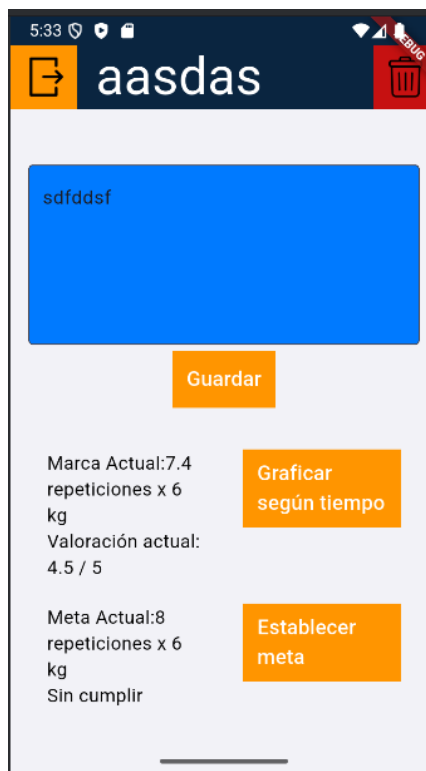 5:33
DEBUG
aasdas
sdfddsf
Guardar
Marca Actual:7.4
repeticiones x 6
kg
Valoración actual:
4.5 / 5
Graficar
según tiempo
Meta Actual:8
repeticiones x 6
kg
Sin cumplir
Establecer
meta